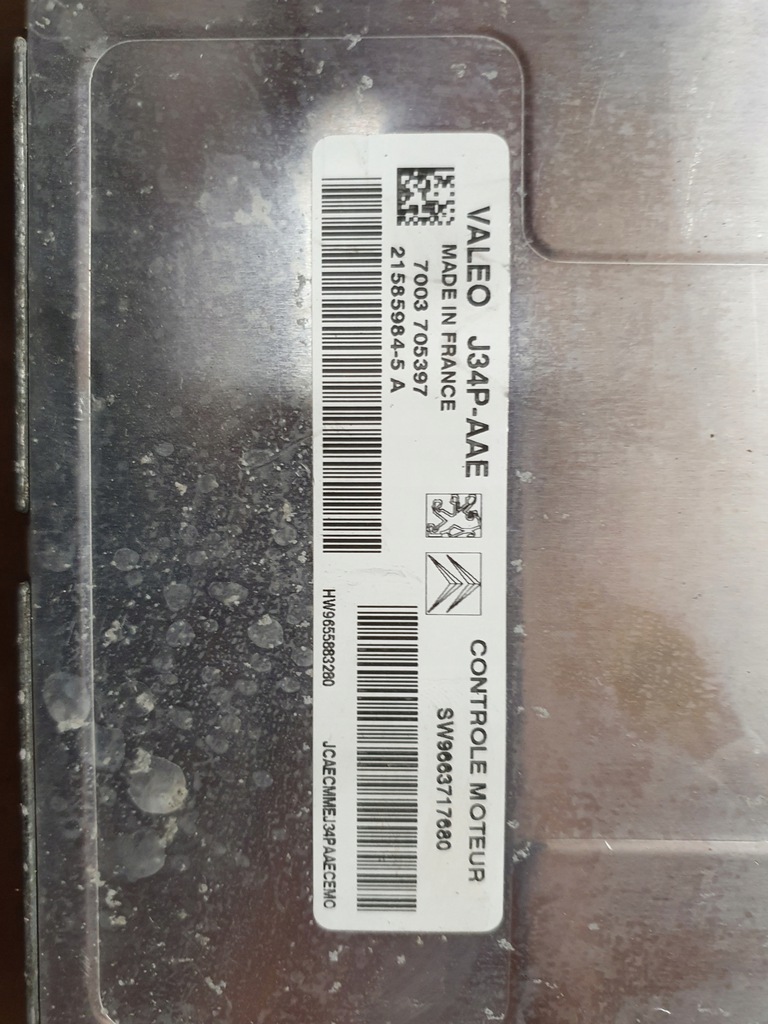 VALEO J34P-AAE
MADE IN FRANCE
7003 705397
21585984-5 A
CONTROLE MOTEUR
SW9663717680
HW9655883280
JCAECMMEJ34PAAECEMC